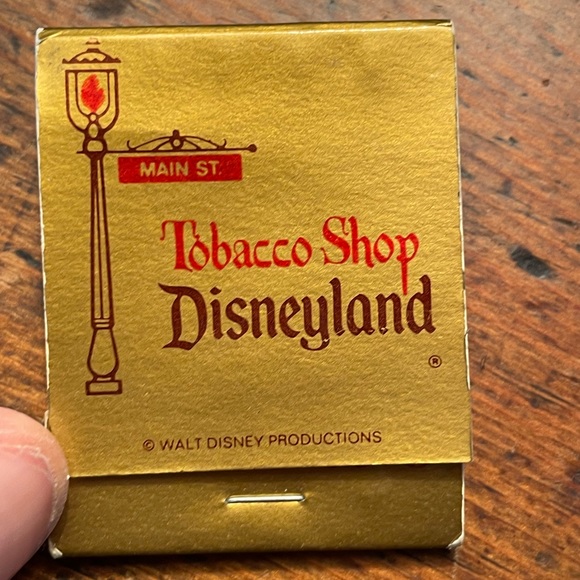 MAIN ST.
Tobacco Shop
Disneyland
®
© WALT DISNEY PRODUCTIONS